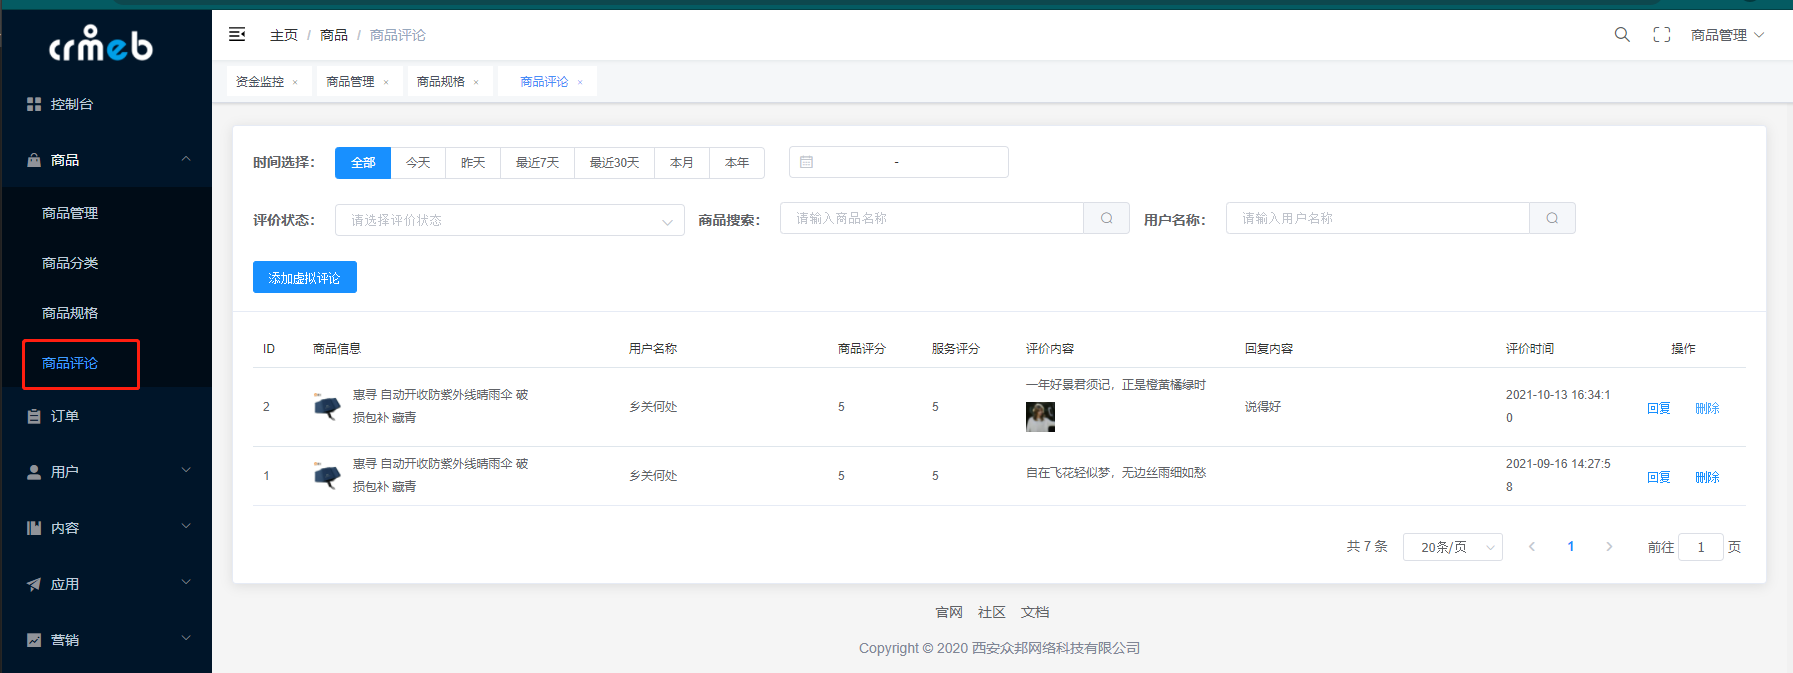 crmeb
主页 / 商品 / 商品评论
商品管理
资金监控 × 商品管理 × 商品规格 × 商品评论 ×
控制台
商品
商品管理
商品分类
商品规格
商品评论
订单
用户
内容
应用
营销
时间选择： 全部 今天 昨天 最近7天 最近30天 本月 本年 -
评价状态： 请选择评价状态 商品搜索： 请输入商品名称 用户名称： 请输入用户名称
添加虚拟评论
ID 商品信息 用户名称 商品评分 服务评分 评价内容 回复内容 评价时间 操作
2 惠寻 自动开收防紫外线晴雨伞 破
损包补 藏青
乡关何处 5 5 一年好景君须记，正是橙黄橘绿时 说得好
2021-10-13 16:34:1
0
回复 删除
1 惠寻 自动开收防紫外线晴雨伞 破
损包补 藏青
乡关何处 5 5 自在飞花轻似梦，无边丝雨细如愁
2021-09-16 14:27:5
8
回复 删除
共 7 条 20条/页 1 前往 1 页
官网 社区 文档
Copyright © 2020 西安众邦网络科技有限公司